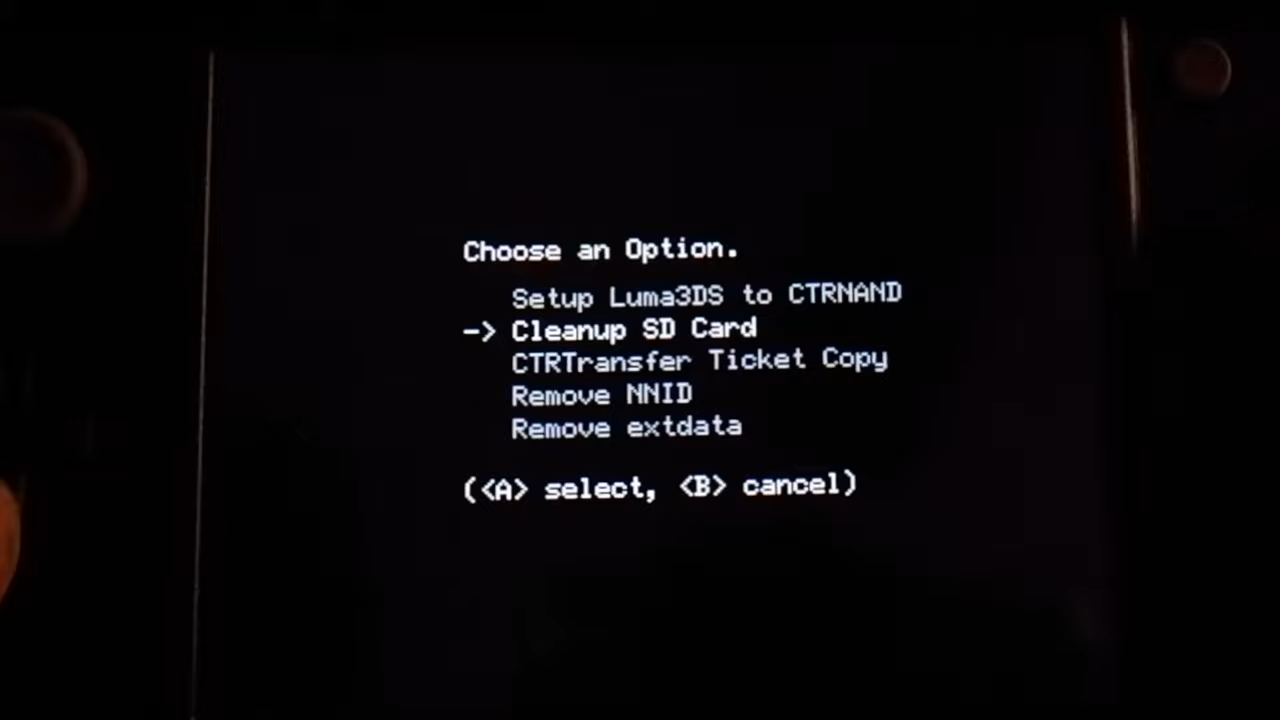 Choose an Option.
Setup Luma3DS to CTRNAND
-> Cleanup SD Card
CTRTransfer Ticket Copy
Remove NNID
Remove extdata
(<A> select, <B> cancel)